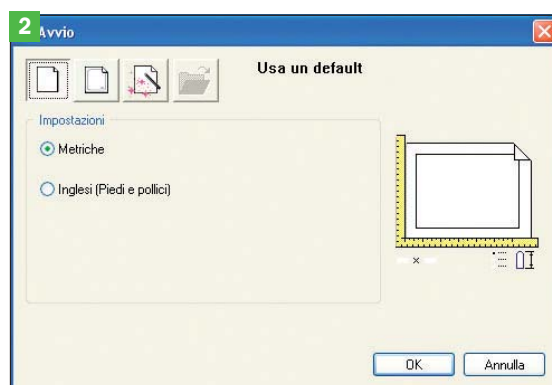 2
Avvio
Usa un default
Impostazioni
Metriche
Inglesi (Piedi e pollici)
OK
Annulla